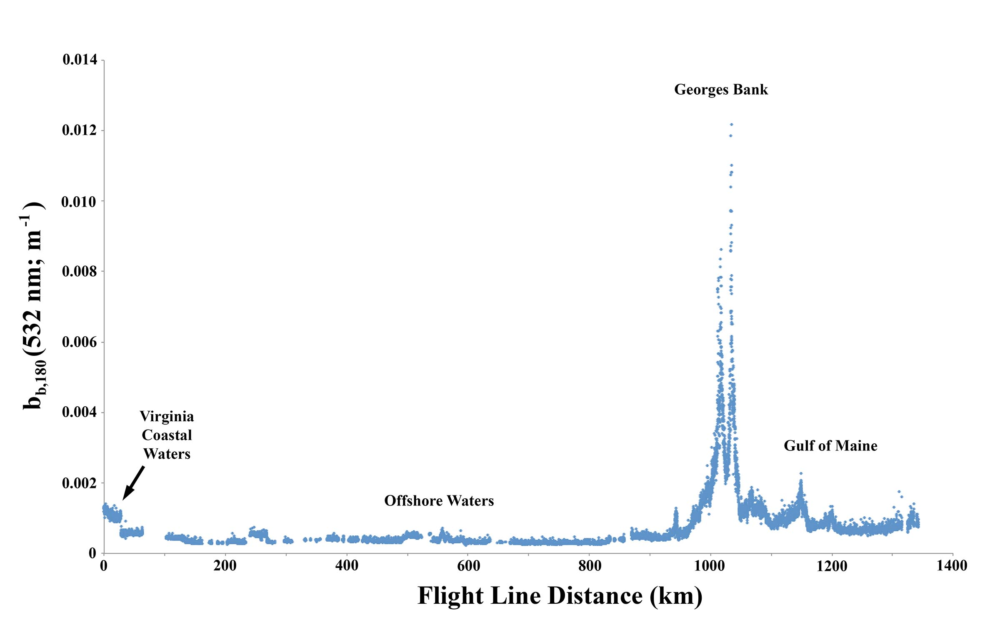 0.014
0.012
0.010
0.008
0.006
0.004
0.002
0
b b,180 (532 nm; m -1)
Georges Bank
Virginia
Coastal
Waters
Offshore Waters
Gulf of Maine
0 200 400 600 800 1000 1200 1400
Flight Line Distance (km)